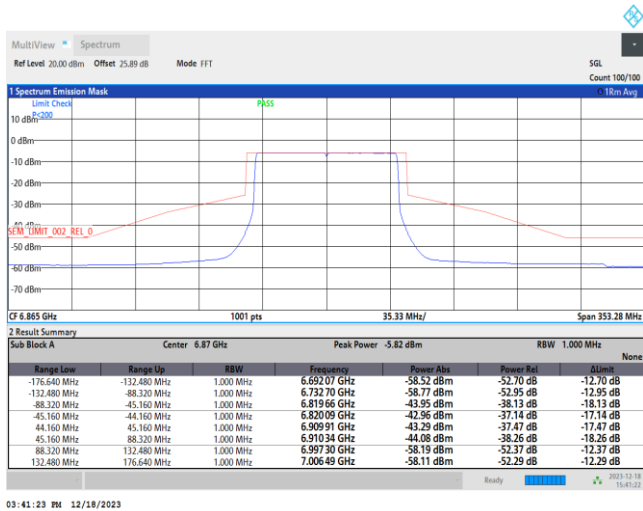 MultiView Spectrum
Ref Level 20.00 dBm Offset 25.89 dB Mode FFT SGL
Count 100/100
1 Spectrum Emission Mask 1Rm Avg
Limit Check PASS
P<200
10 dBm
0 dBm
-10 dBm
-20 dBm
-30 dBm
-40 dBm
SEM_LIMIT_002_REL_0
-50 dBm
-60 dBm
-70 dBm
CF 6.865 GHz 1001 pts 35.33 MHz/ Span 353.28 MHz
2 Result Summary
Sub Block A Center 6.87 GHz Peak Power -5.82 dBm RBW 1.000 MHz
None
Range Low Range Up RBW Frequency Power Abs Power Rel ΔLimit
-176.640 MHz -132.480 MHz 1.000 MHz 6.69207 GHz -58.52 dBm -52.70 dB -12.70 dB
-132.480 MHz -88.320 MHz 1.000 MHz 6.73270 GHz -58.77 dBm -52.95 dB -12.95 dB
-88.320 MHz -45.160 MHz 1.000 MHz 6.81966 GHz -43.95 dBm -38.13 dB -18.13 dB
-45.160 MHz -44.160 MHz 1.000 MHz 6.82009 GHz -42.96 dBm -37.14 dB -17.14 dB
44.160 MHz 45.160 MHz 1.000 MHz 6.90991 GHz -43.29 dBm -37.47 dB -17.47 dB
45.160 MHz 88.320 MHz 1.000 MHz 6.91034 GHz -44.08 dBm -38.26 dB -18.26 dB
88.320 MHz 132.480 MHz 1.000 MHz 6.99730 GHz -58.19 dBm -52.37 dB -12.37 dB
132.480 MHz 176.640 MHz 1.000 MHz 7.00649 GHz -58.11 dBm -52.29 dB -12.29 dB
Ready 2023-12-18
15:41:22
03:41:23 PM 12/18/2023